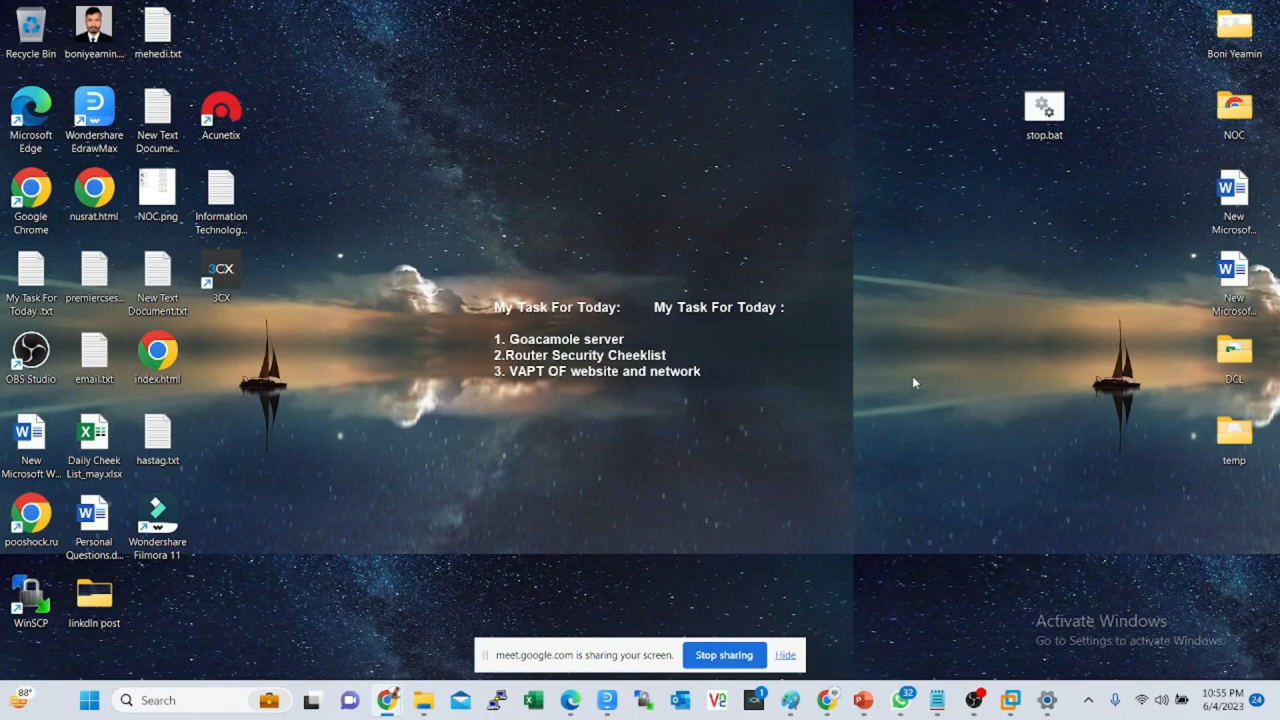 Recycle Bin
boniyeamin...
mehedi.txt
Boni Yeamin
Microsoft
Edge
Wondershare
EdrawMax
New Text
Docume...
Acunetix
stop.bat
NOC
Google
Chrome
nusrat.html
NOC.png
Information
Technolog...
New
Microsof...
My Task For
Today .txt
premiercses...
New Text
Document.txt
3CX
3CX
New
Microsof...
My Task For Today: My Task For Today :
1. Goacamole server
2.Router Security Cheeklist
3. VAPT OF website and network
OBS Studio
email.txt
index.html
DCL
New
Microsoft W...
Daily Cheek
List_may.xlsx
hastag.txt
temp
pooshock.ru
Personal
Questions.d...
Wondershare
Filmora 11
WinSCP
linkdln post
Activate Windows
Go to Settings to activate Windows.
meet.google.com is sharing your screen.
Stop sharing
Hide
88°
Search
1
32
10:55 PM
6/4/2023
24